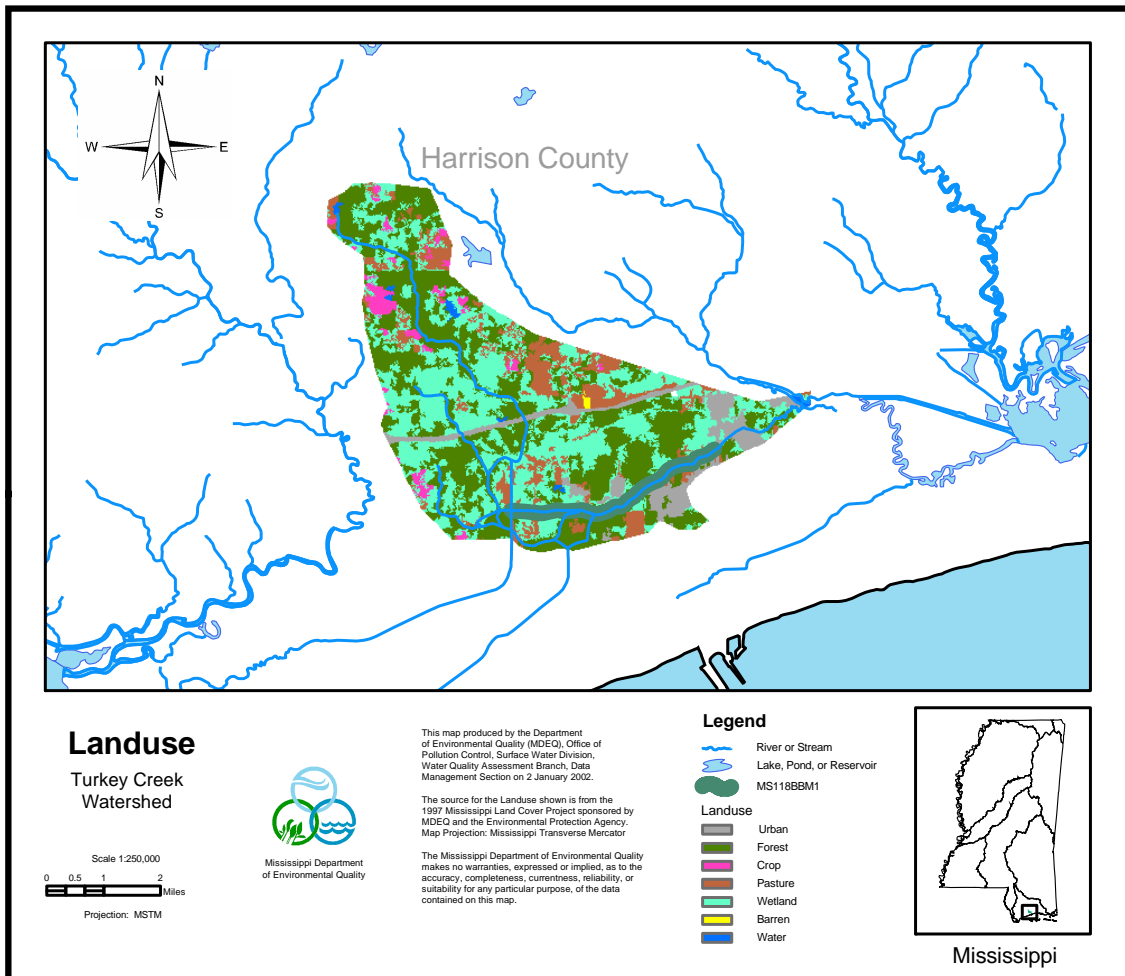 N
W
E
S
Harrison County
Landuse
Turkey Creek
Watershed
Scale 1:250,000
0 0.5 1 2
Miles
Projection: MSTM
Mississippi Department
of Environmental Quality
This map produced by the Department
of Environmental Quality (MDEQ), Office of
Pollution Control, Surface Water Division,
Water Quality Assessment Branch, Data
Management Section on 2 January 2002.
The source for the Landuse shown is from the
1997 Mississippi Land Cover Project sponsored by
MDEQ and the Environmental Protection Agency.
Map Projection: Mississippi Transverse Mercator
The Mississippi Department of Environmental Quality
makes no warranties, expressed or implied, as to the
accuracy, completeness, currentness, reliability, or
suitability for any particular purpose, of the data
contained on this map.
Legend
River or Stream
Lake, Pond, or Reservoir
MS118BBM1
Landuse
Urban
Forest
Crop
Pasture
Wetland
Barren
Water
Mississippi